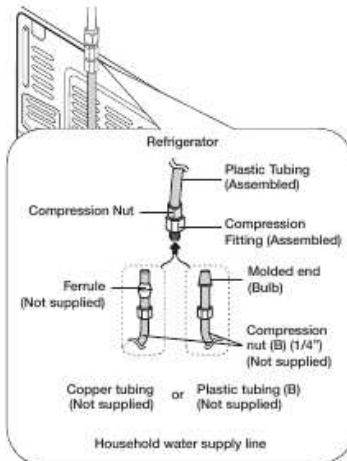 Refrigerator
Plastic Tubing
(Assembled)
Compression Nut
Compression
Fitting (Assembled)
Ferrule
(Not supplied)
Molded end
(Bulb)
Compression
nut (B) (1/4")
(Not supplied)
Copper tubing
(Not supplied)
or
Plastic tubing (B)
(Not supplied)
Household water supply line